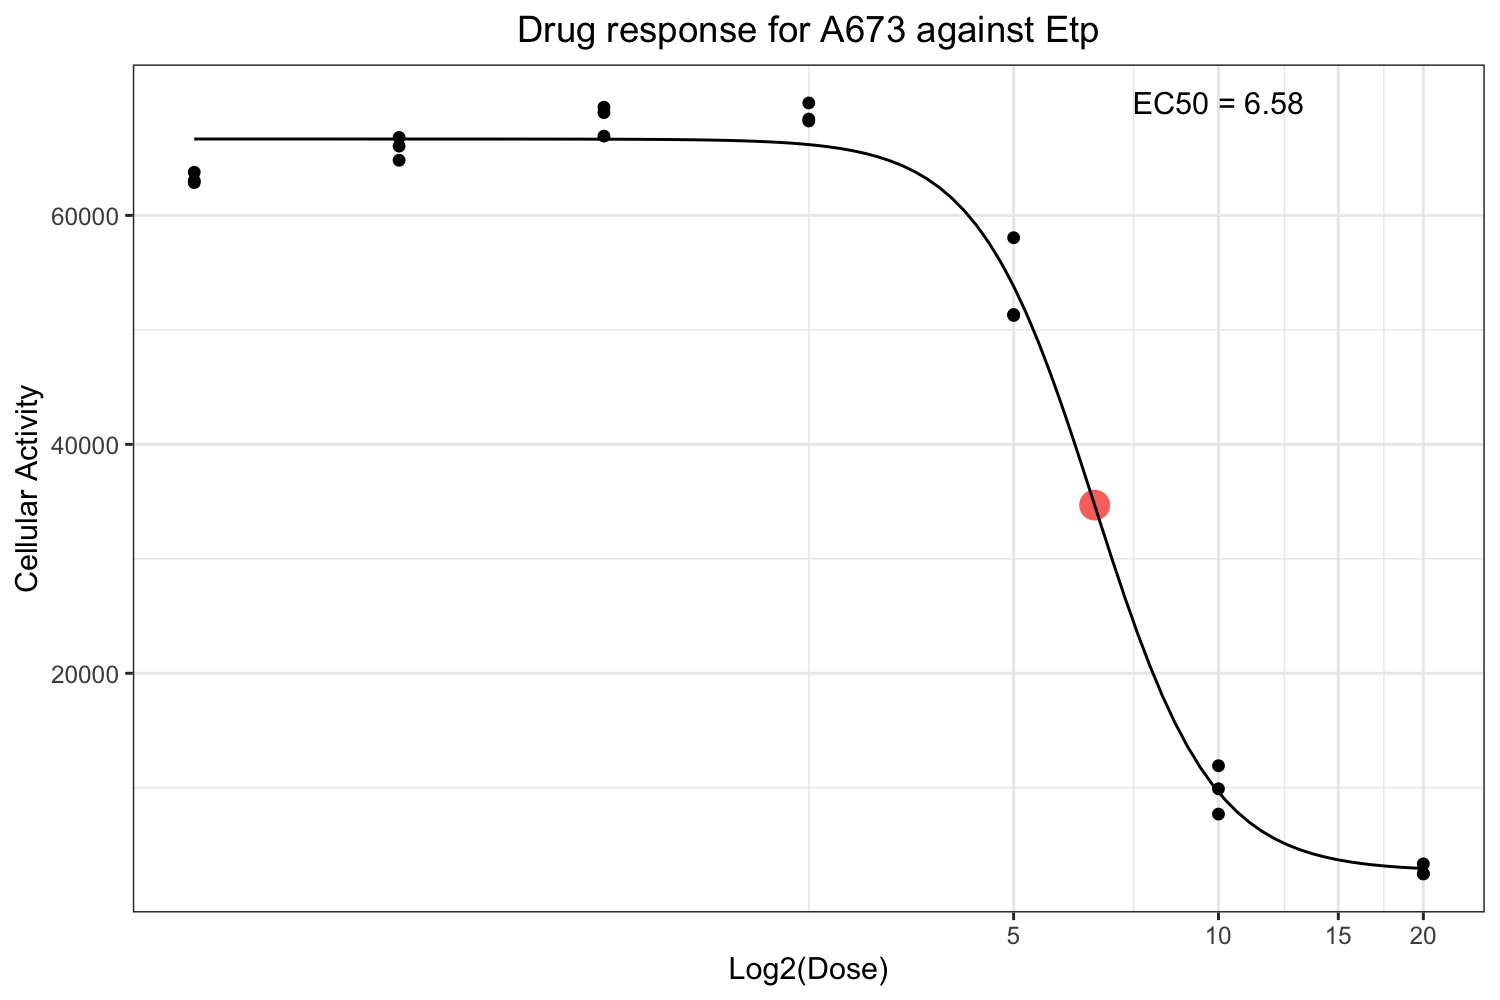 Drug response for A673 against Etp
EC50 = 6.58
60000
40000
20000
Cellular Activity
5 10 15 20
Log2(Dose)